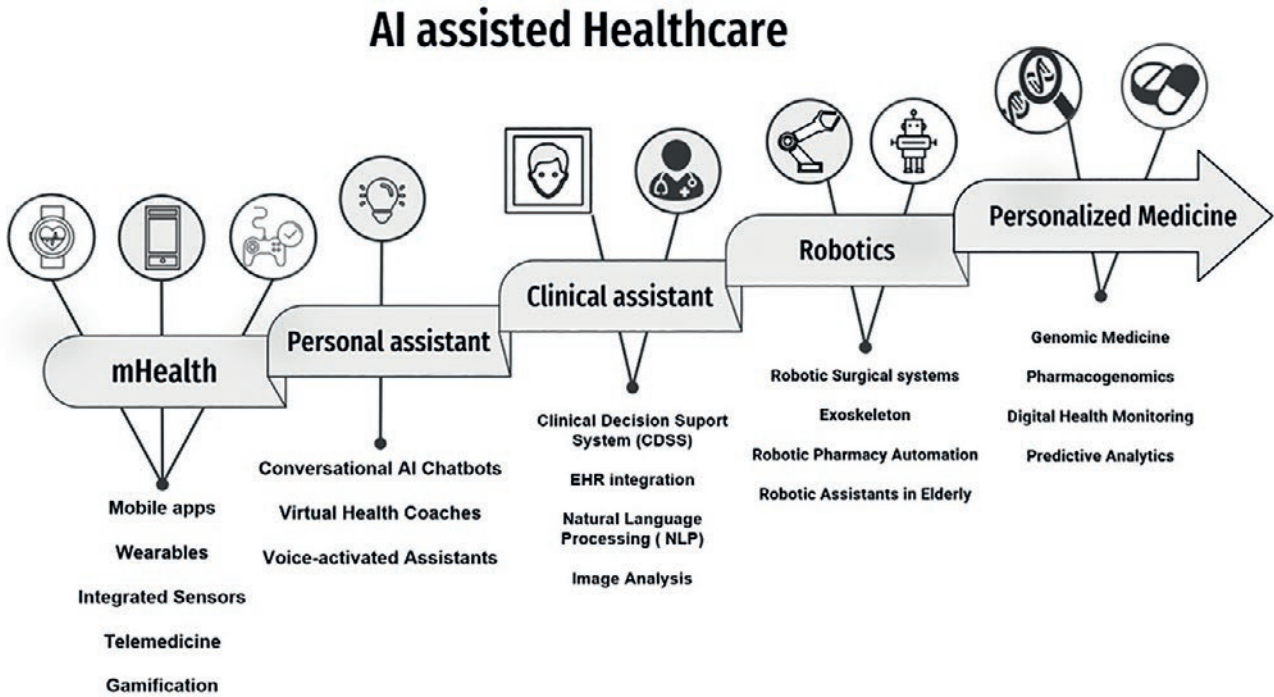 AI assisted Healthcare
mHealth
Mobile apps
Wearables
Integrated Sensors
Telemedicine
Gamification
Personal assistant
Conversational AI Chatbots
Virtual Health Coaches
Voice-activated Assistants
Clinical assistant
Clinical Decision Suport
System (CDSS)
EHR integration
Natural Language
Processing ( NLP)
Image Analysis
Robotics
Robotic Surgical systems
Exoskeleton
Robotic Pharmacy Automation
Robotic Assistants in Elderly
Personalized Medicine
Genomic Medicine
Pharmacogenomics
Digital Health Monitoring
Predictive Analytics